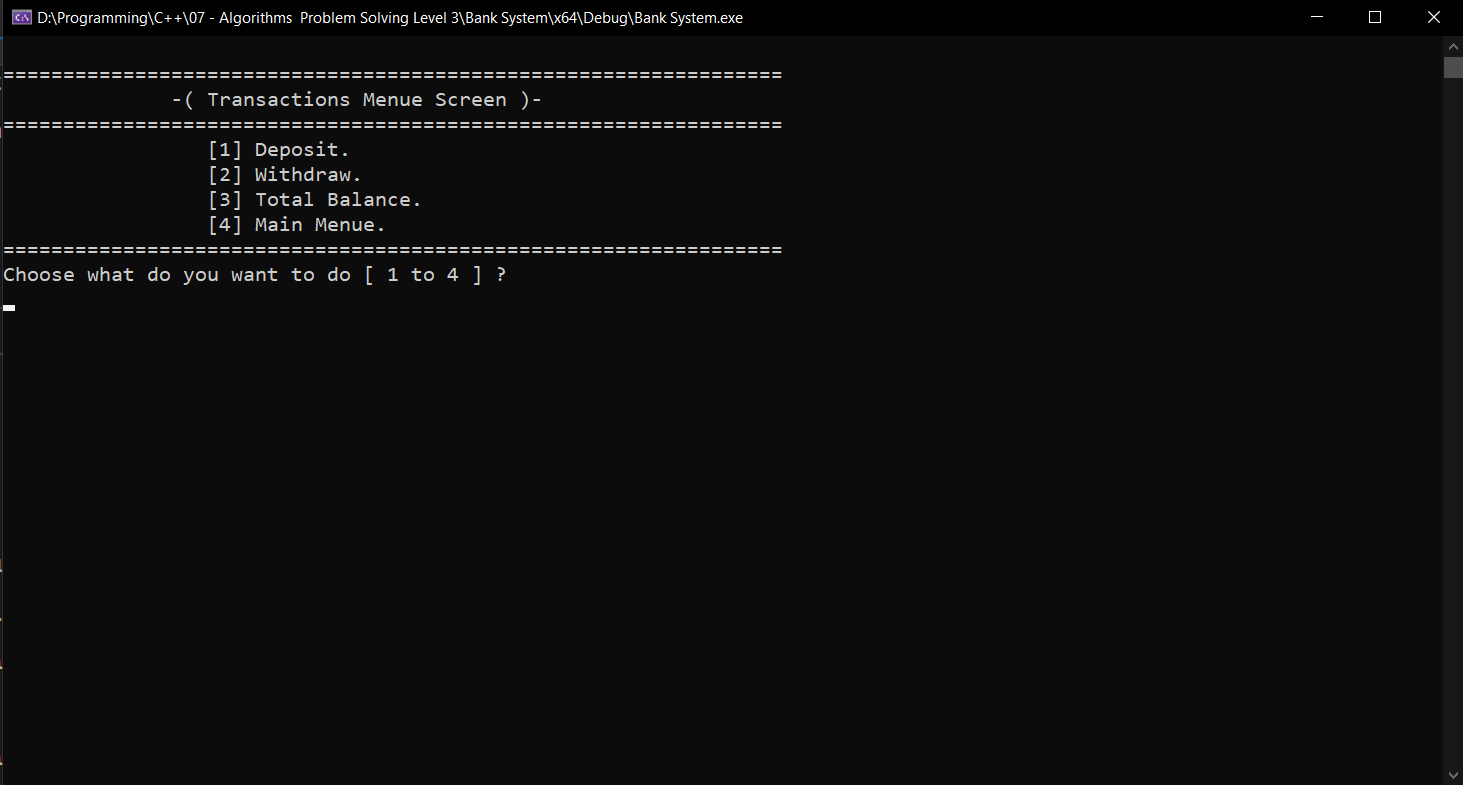 D:\Programming\C++\07 - Algorithms  Problem Solving Level 3\Bank System\x64\Debug\Bank System.exe
=================================================================
-( Transactions Menue Screen )-
=================================================================
[1] Deposit.
[2] Withdraw.
[3] Total Balance.
[4] Main Menue.
=================================================================
Choose what do you want to do [ 1 to 4 ] ?